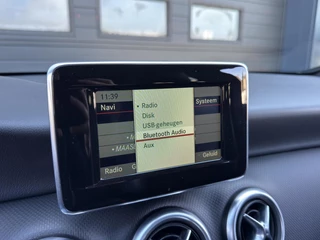 11:39
Navi
• Radio
Systeem
Disk
USB-geheugen
Bluetooth Audio
Aux
Radio
Geluid